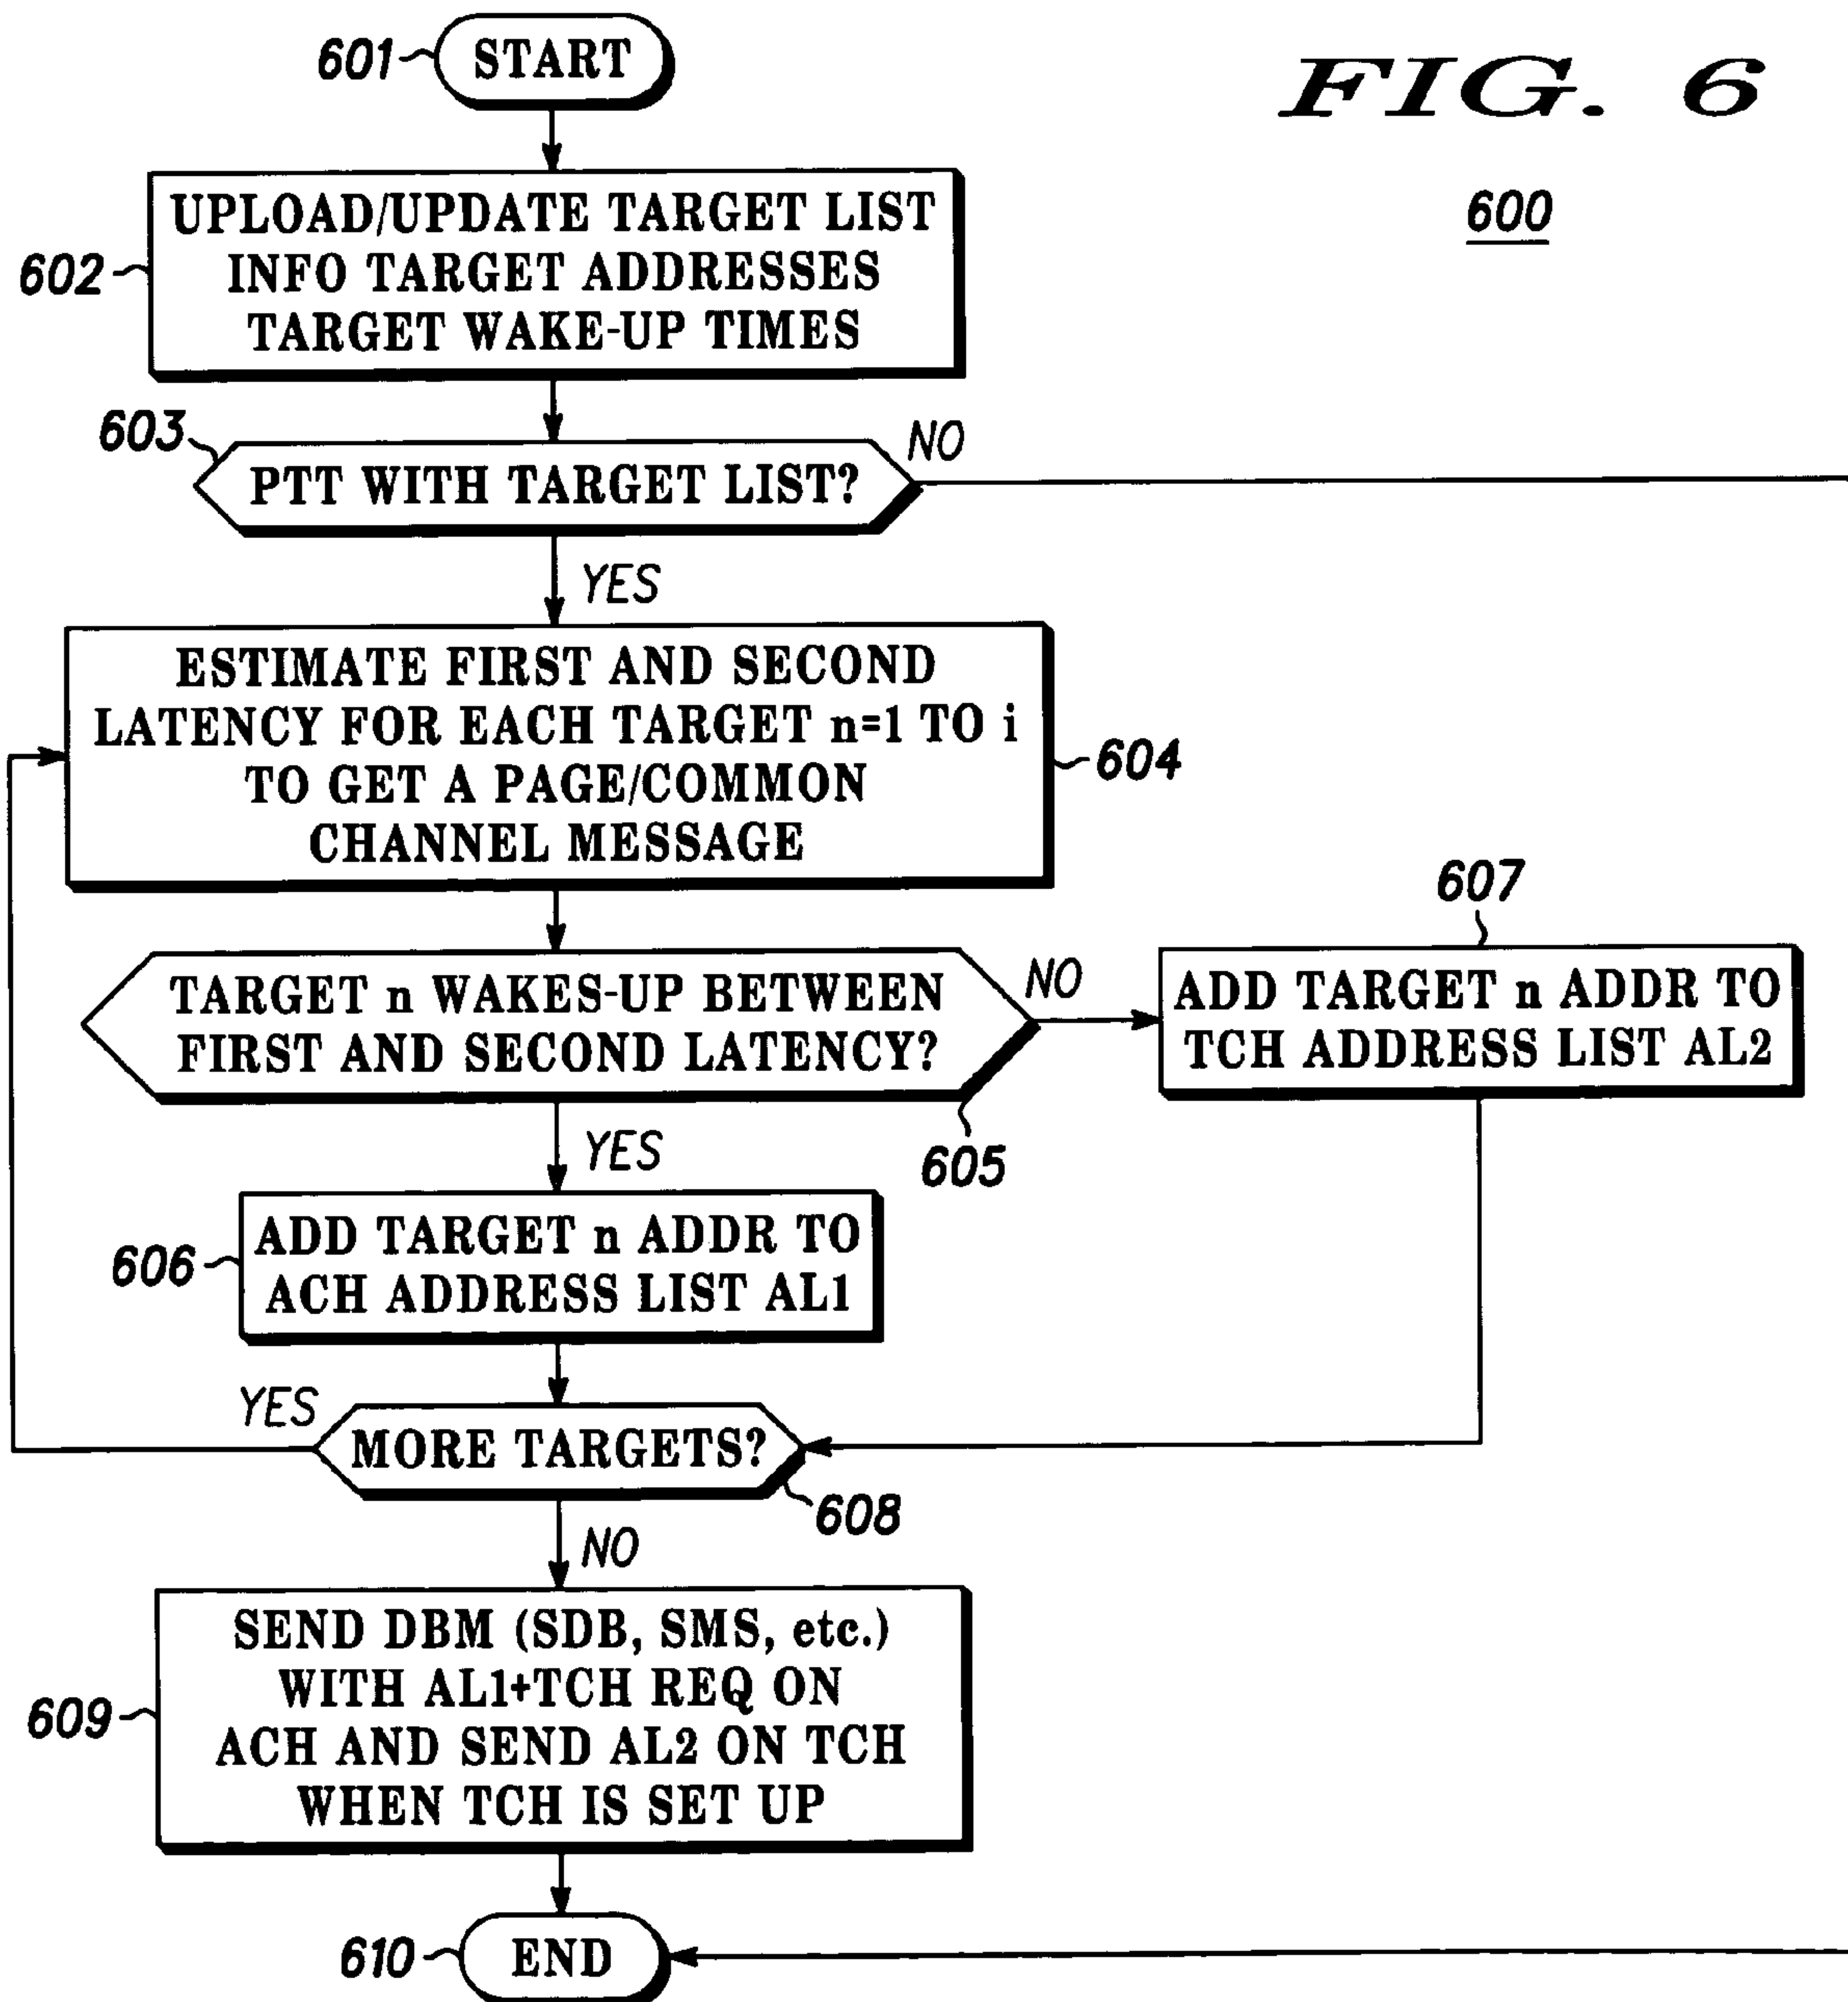 FIG. 6
600
601
START
602
UPLOAD/UPDATE TARGET LIST
INFO TARGET ADDRESSES
TARGET WAKE-UP TIMES
603
PTT WITH TARGET LIST?
NO
YES
ESTIMATE FIRST AND SECOND
LATENCY FOR EACH TARGET n=1 TO i
TO GET A PAGE/COMMON
CHANNEL MESSAGE
604
TARGET n WAKES-UP BETWEEN
FIRST AND SECOND LATENCY?
605
NO
607
ADD TARGET n ADDR TO
TCH ADDRESS LIST AL2
YES
606
ADD TARGET n ADDR TO
ACH ADDRESS LIST AL1
YES
MORE TARGETS?
608
NO
609
SEND DBM (SDB, SMS, etc.)
WITH AL1+TCH REQ ON
ACH AND SEND AL2 ON TCH
WHEN TCH IS SET UP
610
END